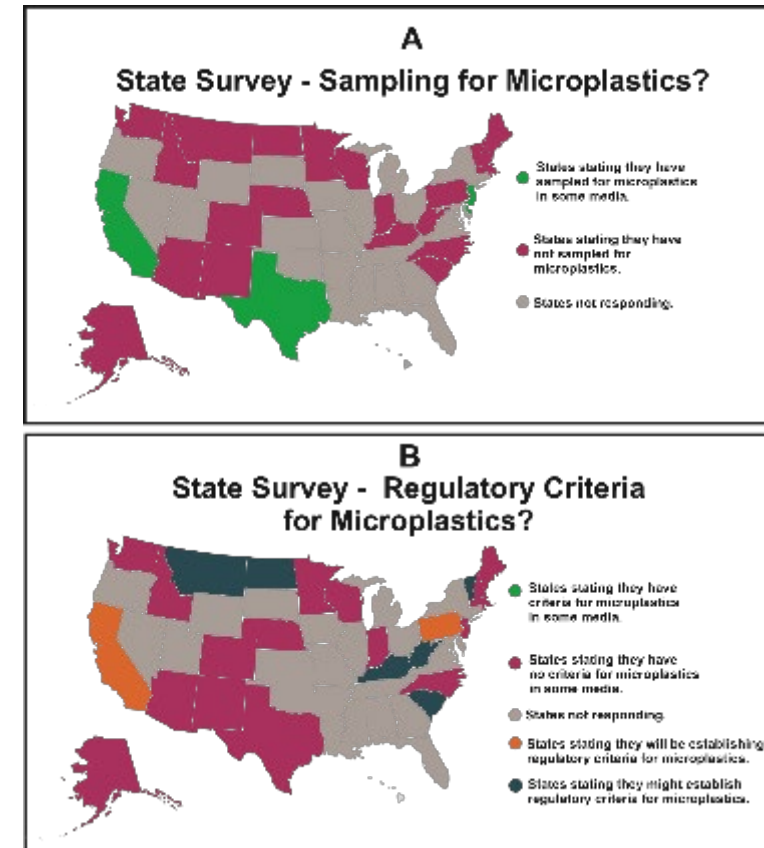 A
State Survey - Sampling for Microplastics?
States stating they have
sampled for microplastics
in some media.
States stating they have
not sampled for
microplastics.
States not responding.
B
State Survey - Regulatory Criteria
for Microplastics?
States stating they have
criteria for microplastics
in some media.
States stating they have
no criteria for microplastics
in some media.
States not responding.
States stating they will be establishing
regulatory criteria for microplastics.
States stating they might establish
regulatory criteria for microplastics.